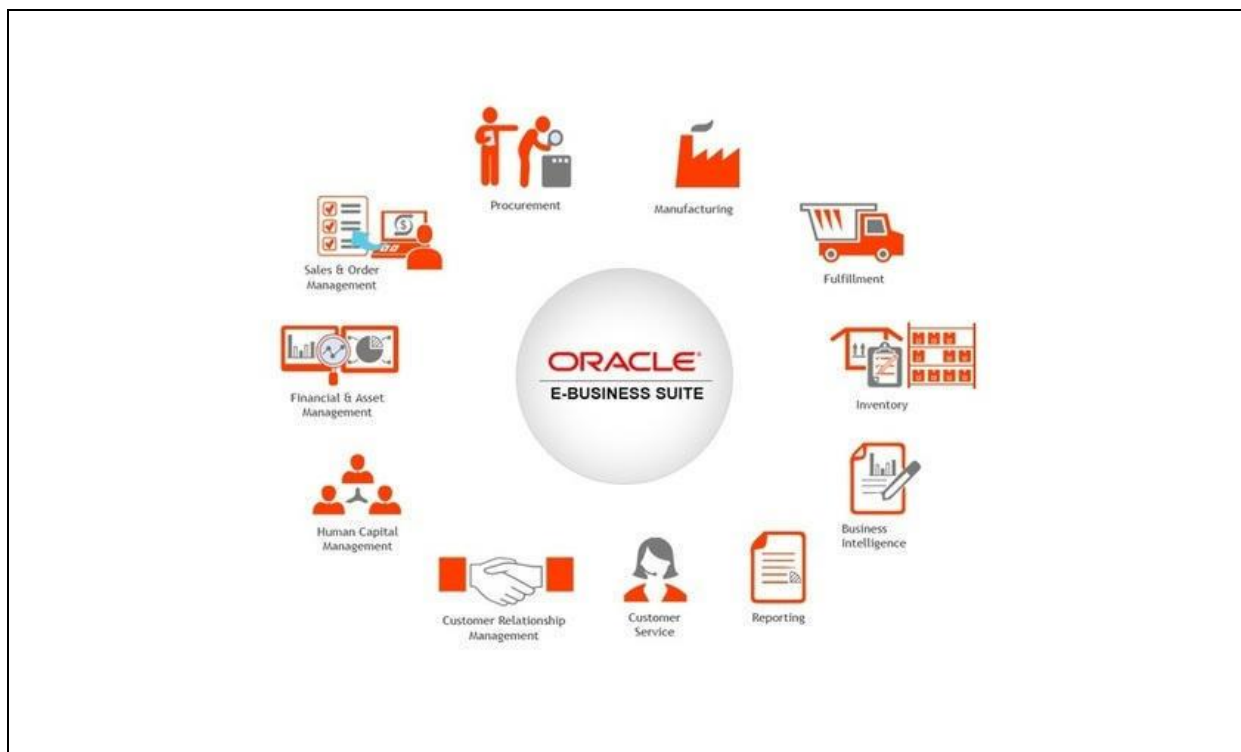 Procurement
Manufacturing
Sales & Order
Management
Fulfillment
ORACLE
E-BUSINESS SUITE
Financial & Asset
Management
Inventory
Human Capital
Management
Business
Intelligence
Customer Relationship
Management
Customer
Service
Reporting